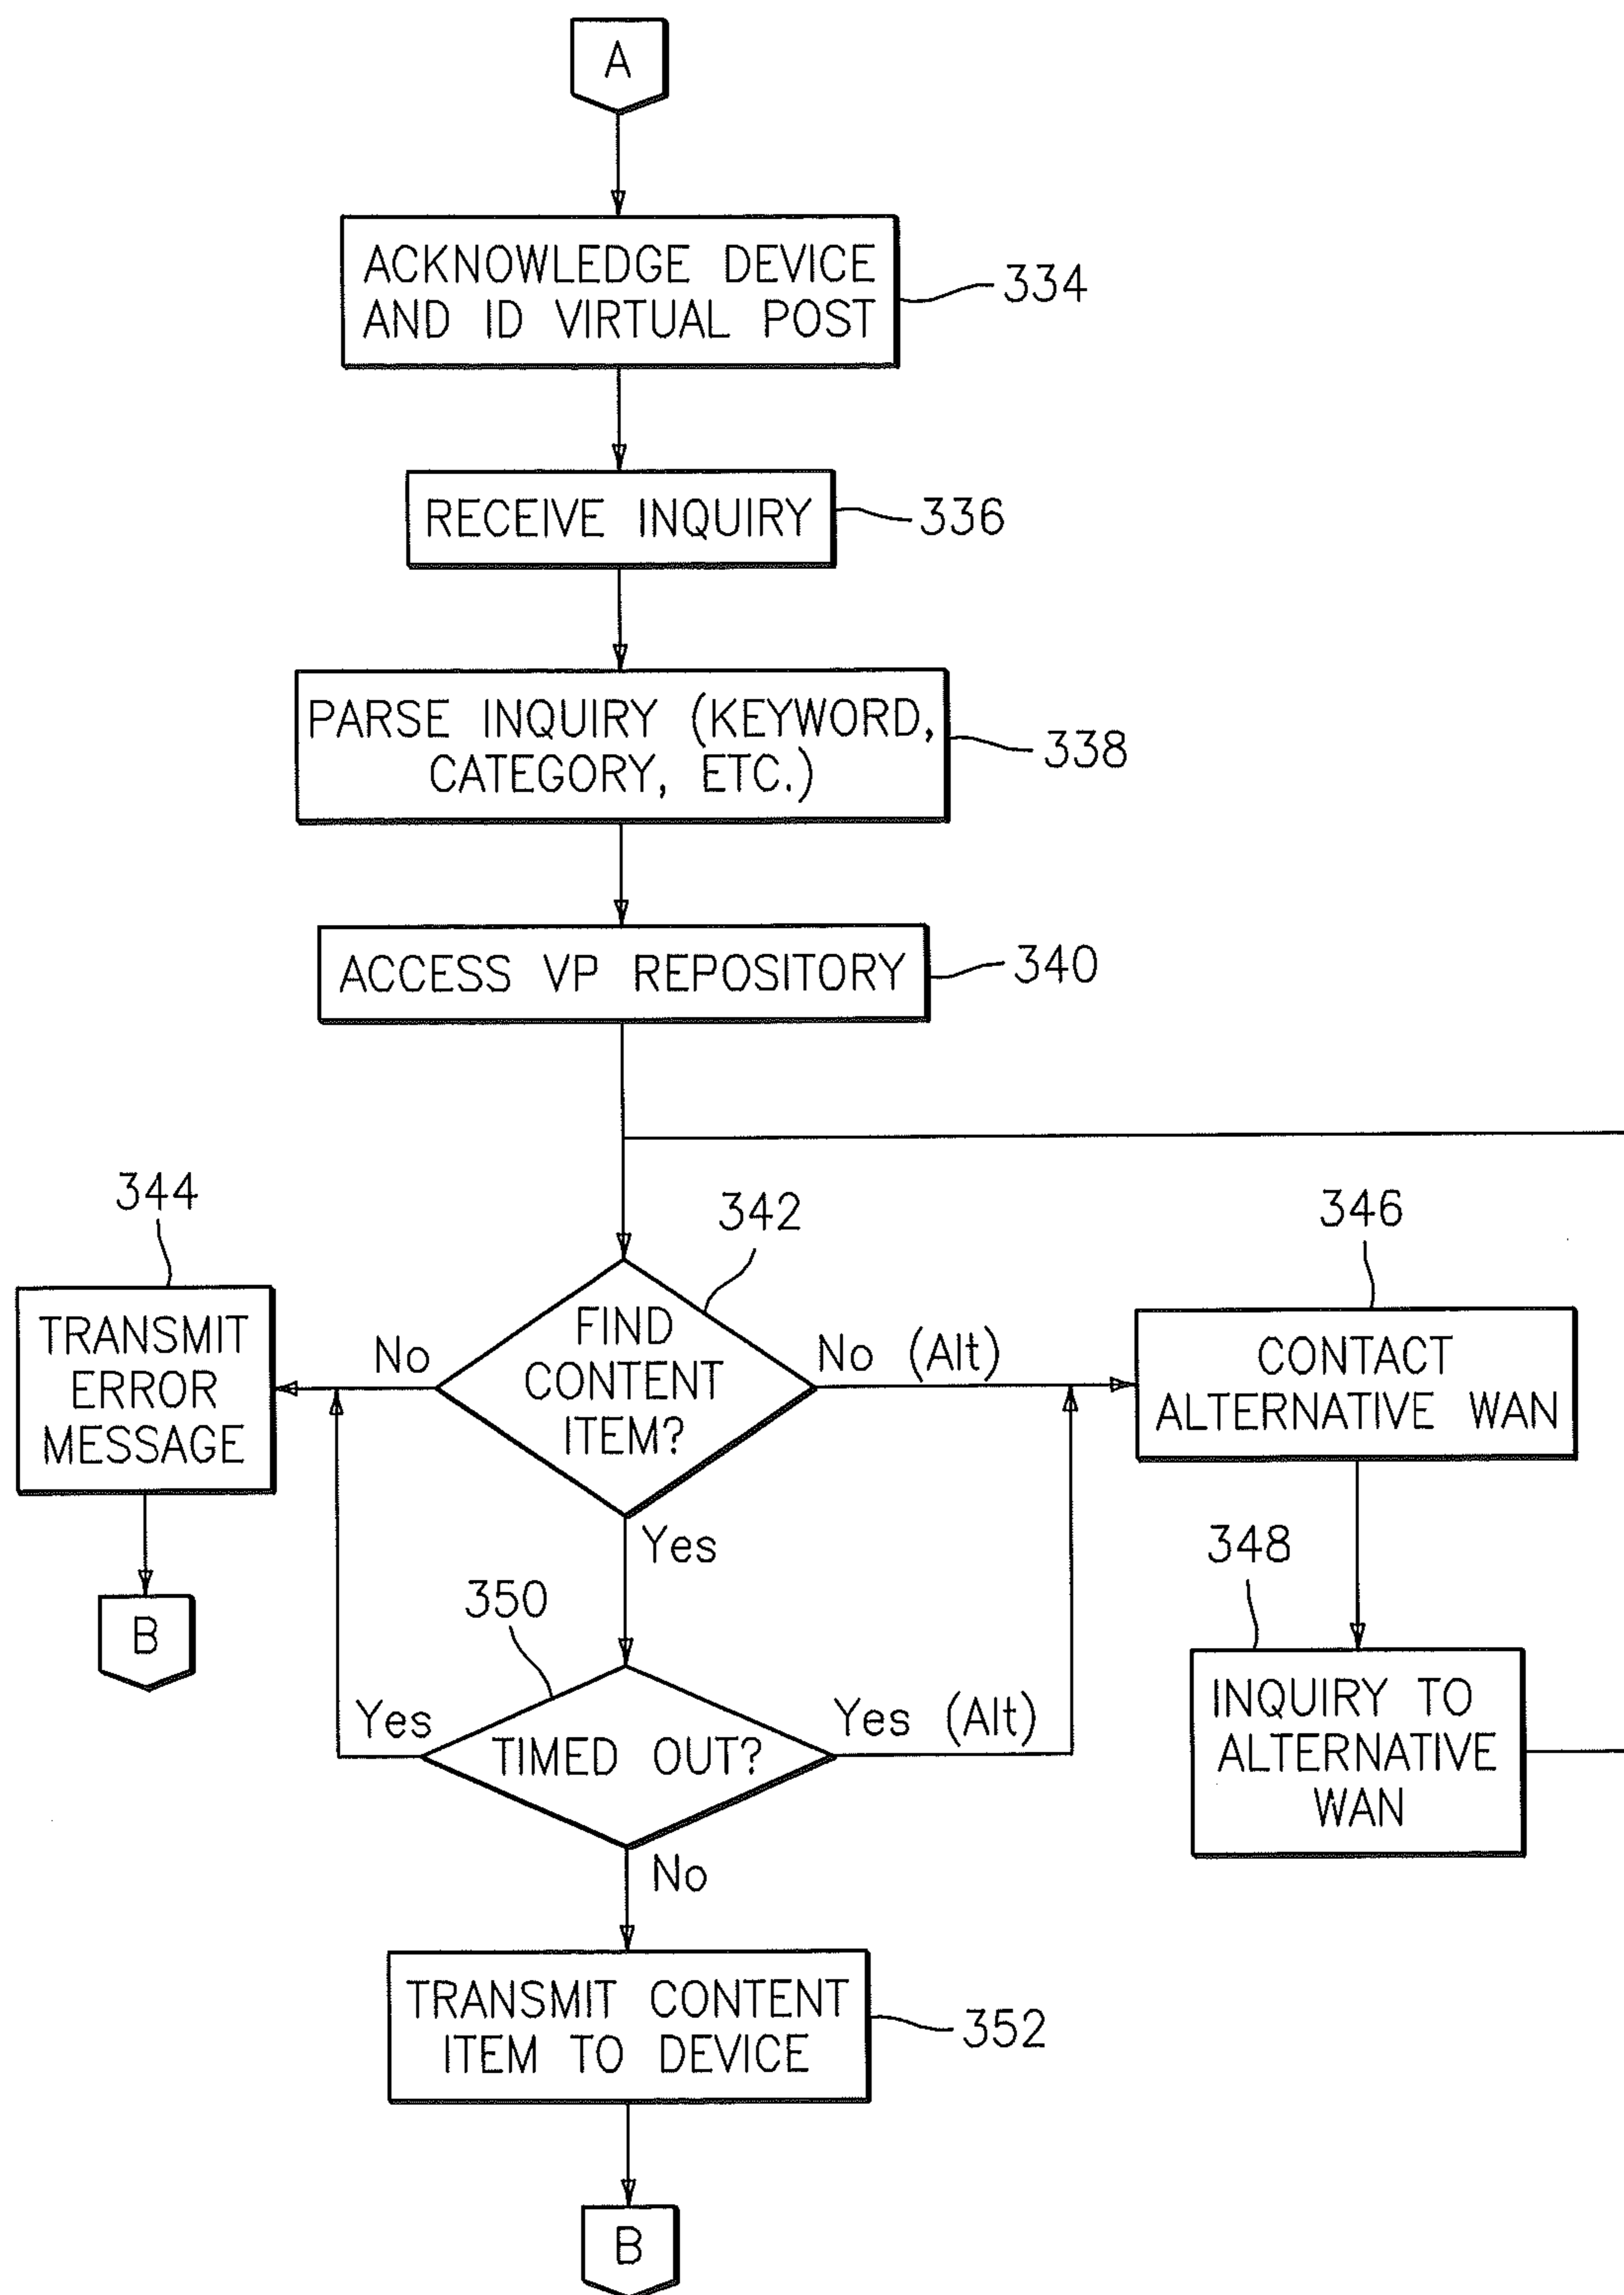 A
ACKNOWLEDGE DEVICE
AND ID VIRTUAL POST
334
RECEIVE INQUIRY
336
PARSE INQUIRY (KEYWORD,
CATEGORY, ETC.)
338
ACCESS VP REPOSITORY
340
344
342
346
TRANSMIT
ERROR
MESSAGE
No
FIND
CONTENT
ITEM?
No (Alt)
CONTACT
ALTERNATIVE WAN
Yes
348
350
B
Yes
TIMED OUT?
Yes (Alt)
INQUIRY TO
ALTERNATIVE
WAN
No
TRANSMIT CONTENT
ITEM TO DEVICE
352
B